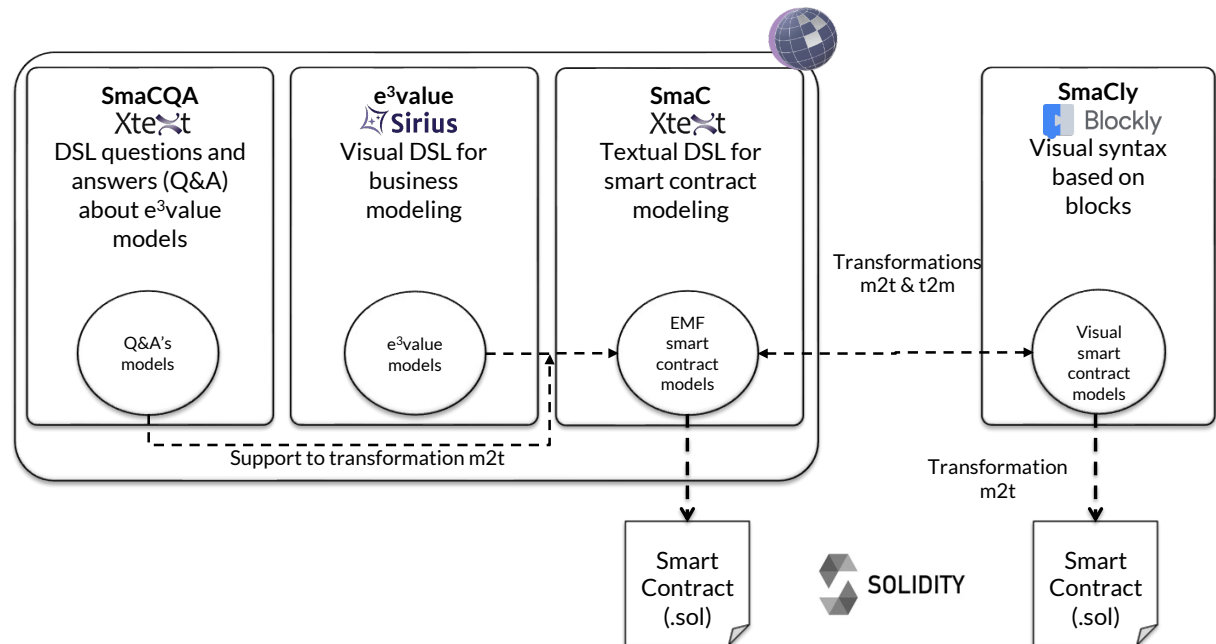 SmaCQA
Xtext
DSL questions and
answers (Q&A)
about e³value
models
Q&A's
models
e³value
Sirius
Visual DSL for
business
modeling
e³value
models
SmaC
Xtext
Textual DSL for
smart contract
modeling
EMF
smart
contract
models
Support to transformation m2t
Transformations
m2t & t2m
SmaCly
Blockly
Visual syntax
based on
blocks
Visual
smart
contract
models
Transformation
m2t
Smart
Contract
(.sol)
SOLIDITY
Smart
Contract
(.sol)